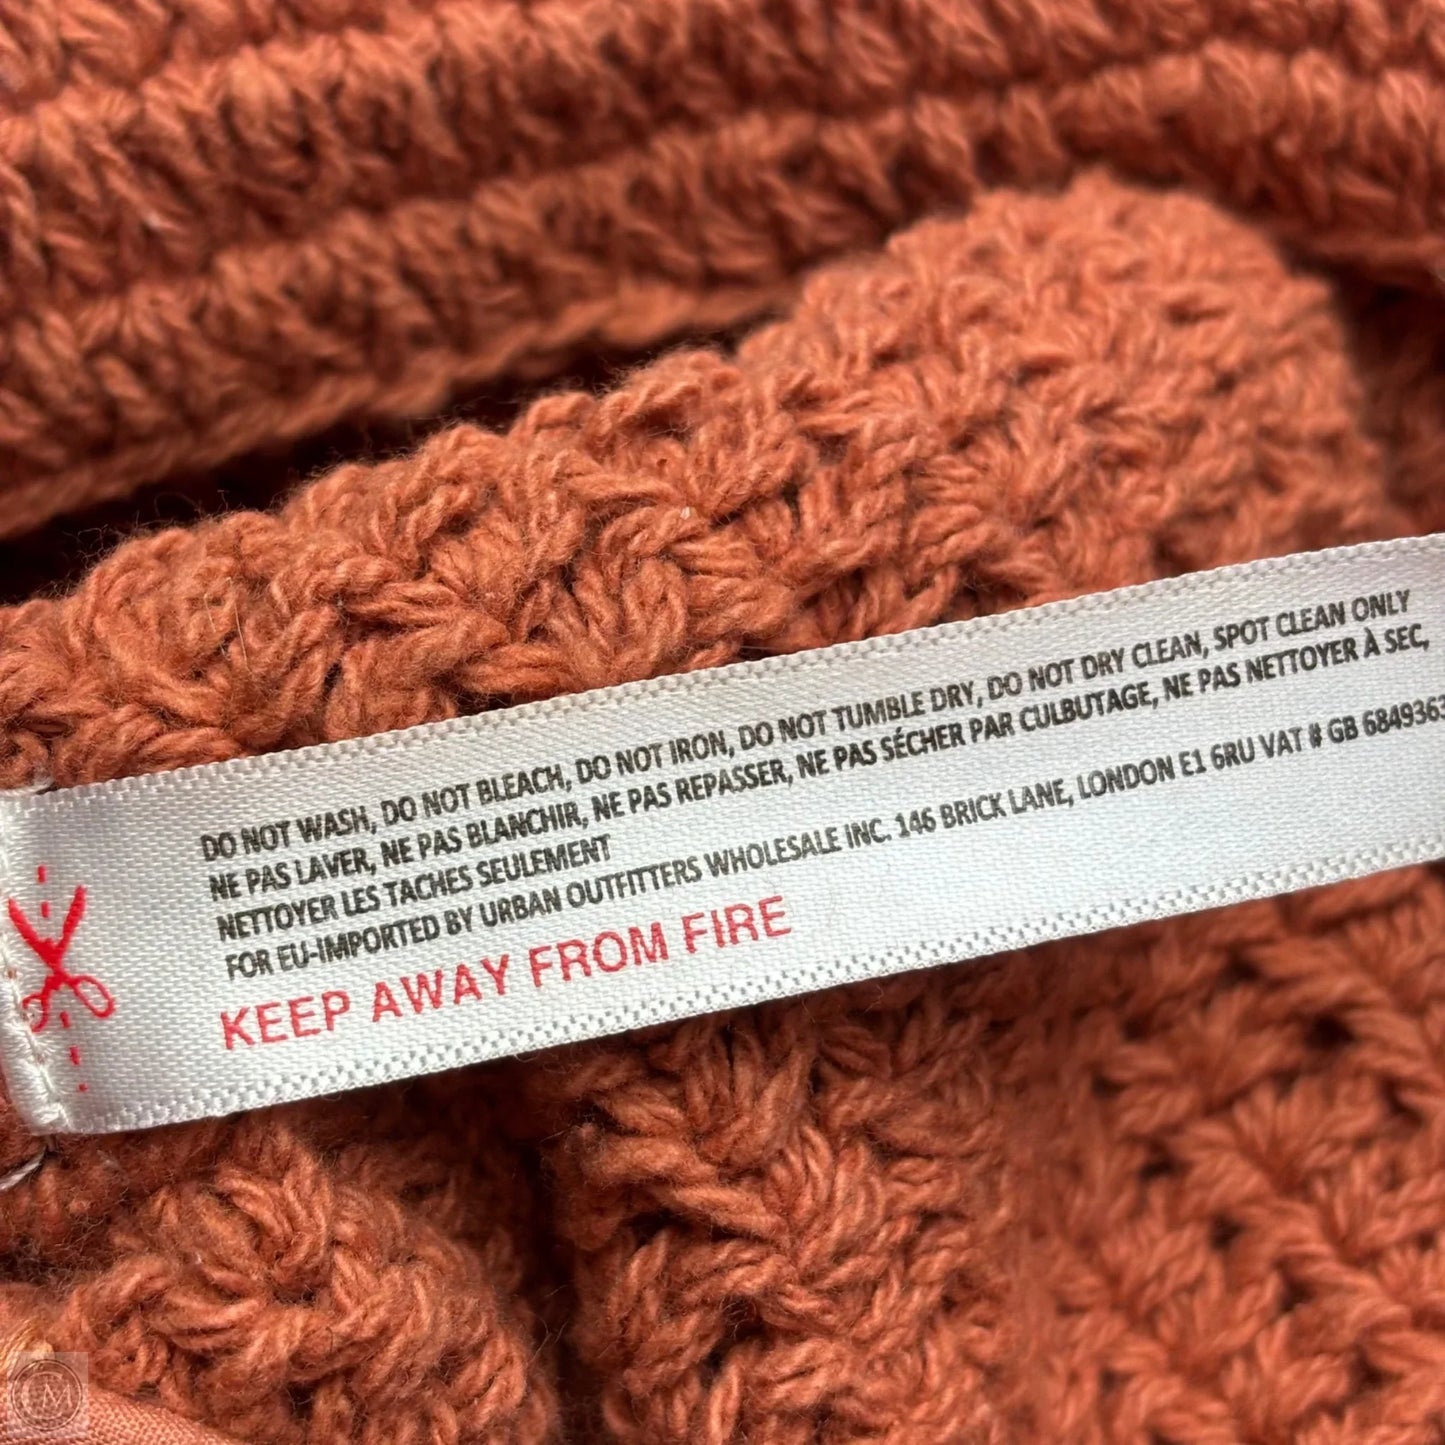 DO NOT WASH, DO NOT BLEACH, DO NOT IRON, DO NOT TUMBLE DRY, DO NOT DRY CLEAN, SPOT CLEAN ONLY
NE PAS LAVER, NE PAS BLANCHIR, NE PAS REPASSER, NE PAS SÉCHER PAR CULBUTAGE, NE PAS NETTOYER À SEC,
NETTOYER LES TACHES SEULEMENT
FOR EU-IMPORTED BY URBAN OUTFITTERS WHOLESALE INC. 146 BRICK LANE, LONDON E1 6RU VAT # GB 6849363
KEEP AWAY FROM FIRE